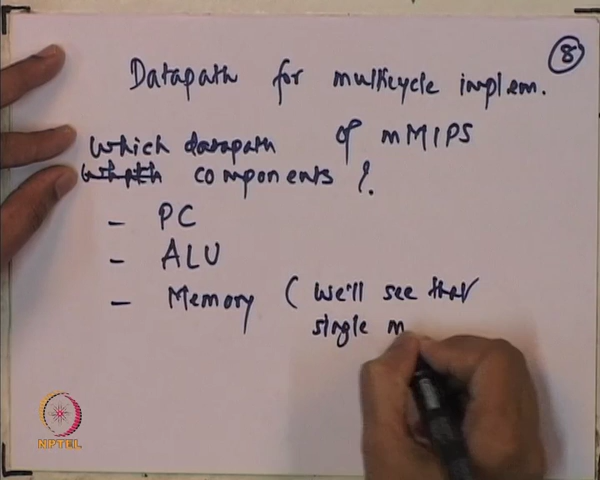 8
Datapath for multicycle implem.
of mMIPS
Which datapath
components ?
- PC
- ALU
- Memory ( We'll see that
single m
NPTEL